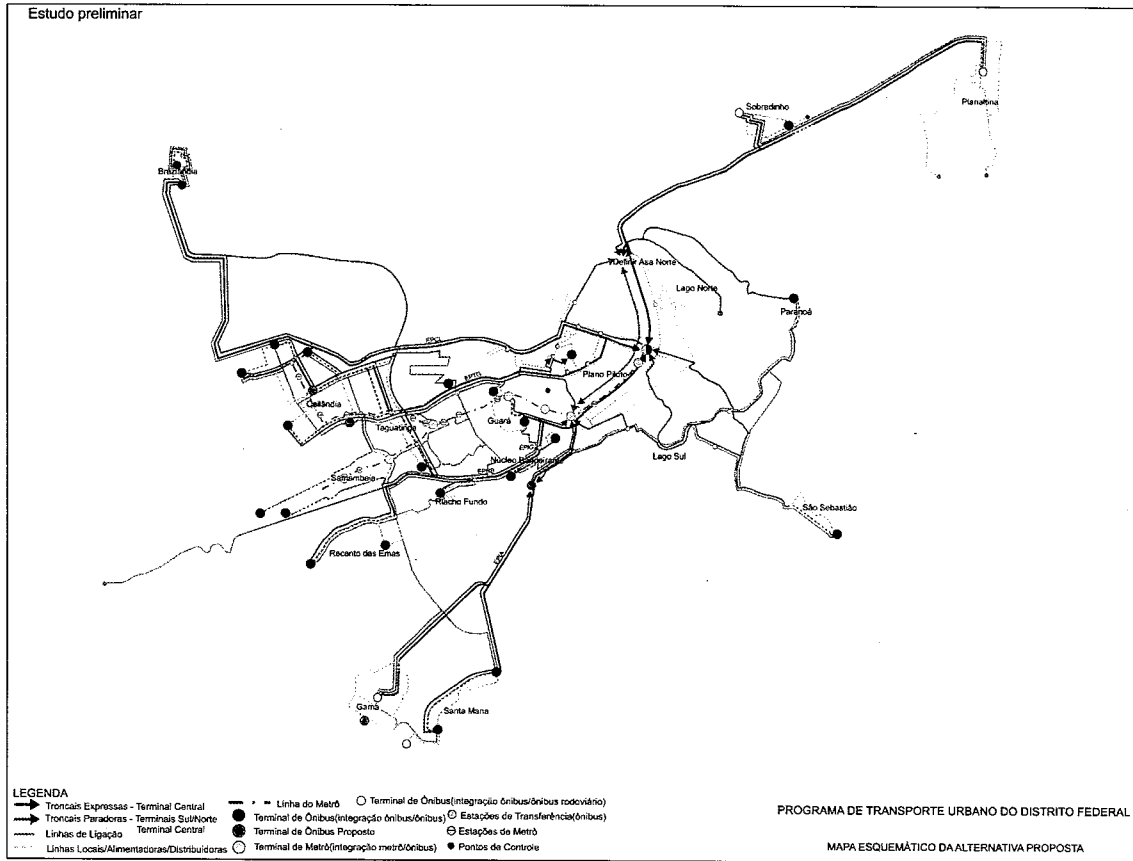 Estudo preliminar
Sobradinho
Planaltina
Brazlândia
Definir Asa Norte
Lago Norte
Paranoá
EPCL
Plano Piloto
EPTG
Ceilândia
Guará
Taguatinga
Lago Sul
Núcleo Bandeirante
Samambaia
EPNB
Riacho Fundo
São Sebastião
Recanto das Emas
EPIA
Gama
Santa Maria
LEGENDA
Troncais Expressas - Terminal Central
Troncais Paradoras - Terminais Sul/Norte
Terminal Central
Linhas de Ligação
Linhas Locais/Alimentadoras/Distribuidoras
Linha do Metrô
Terminal de Ônibus(integração ônibus/ônibus)
Terminal de Ônibus Proposto
Terminal de Metrô(integração metrô/ônibus)
Terminal de Ônibus(integração ônibus/ônibus rodoviário)
Estações de Transferência(ônibus)
Estações de Metrô
Pontos de Controle
PROGRAMA DE TRANSPORTE URBANO DO DISTRITO FEDERAL
MAPA ESQUEMÁTICO DA ALTERNATIVA PROPOSTA